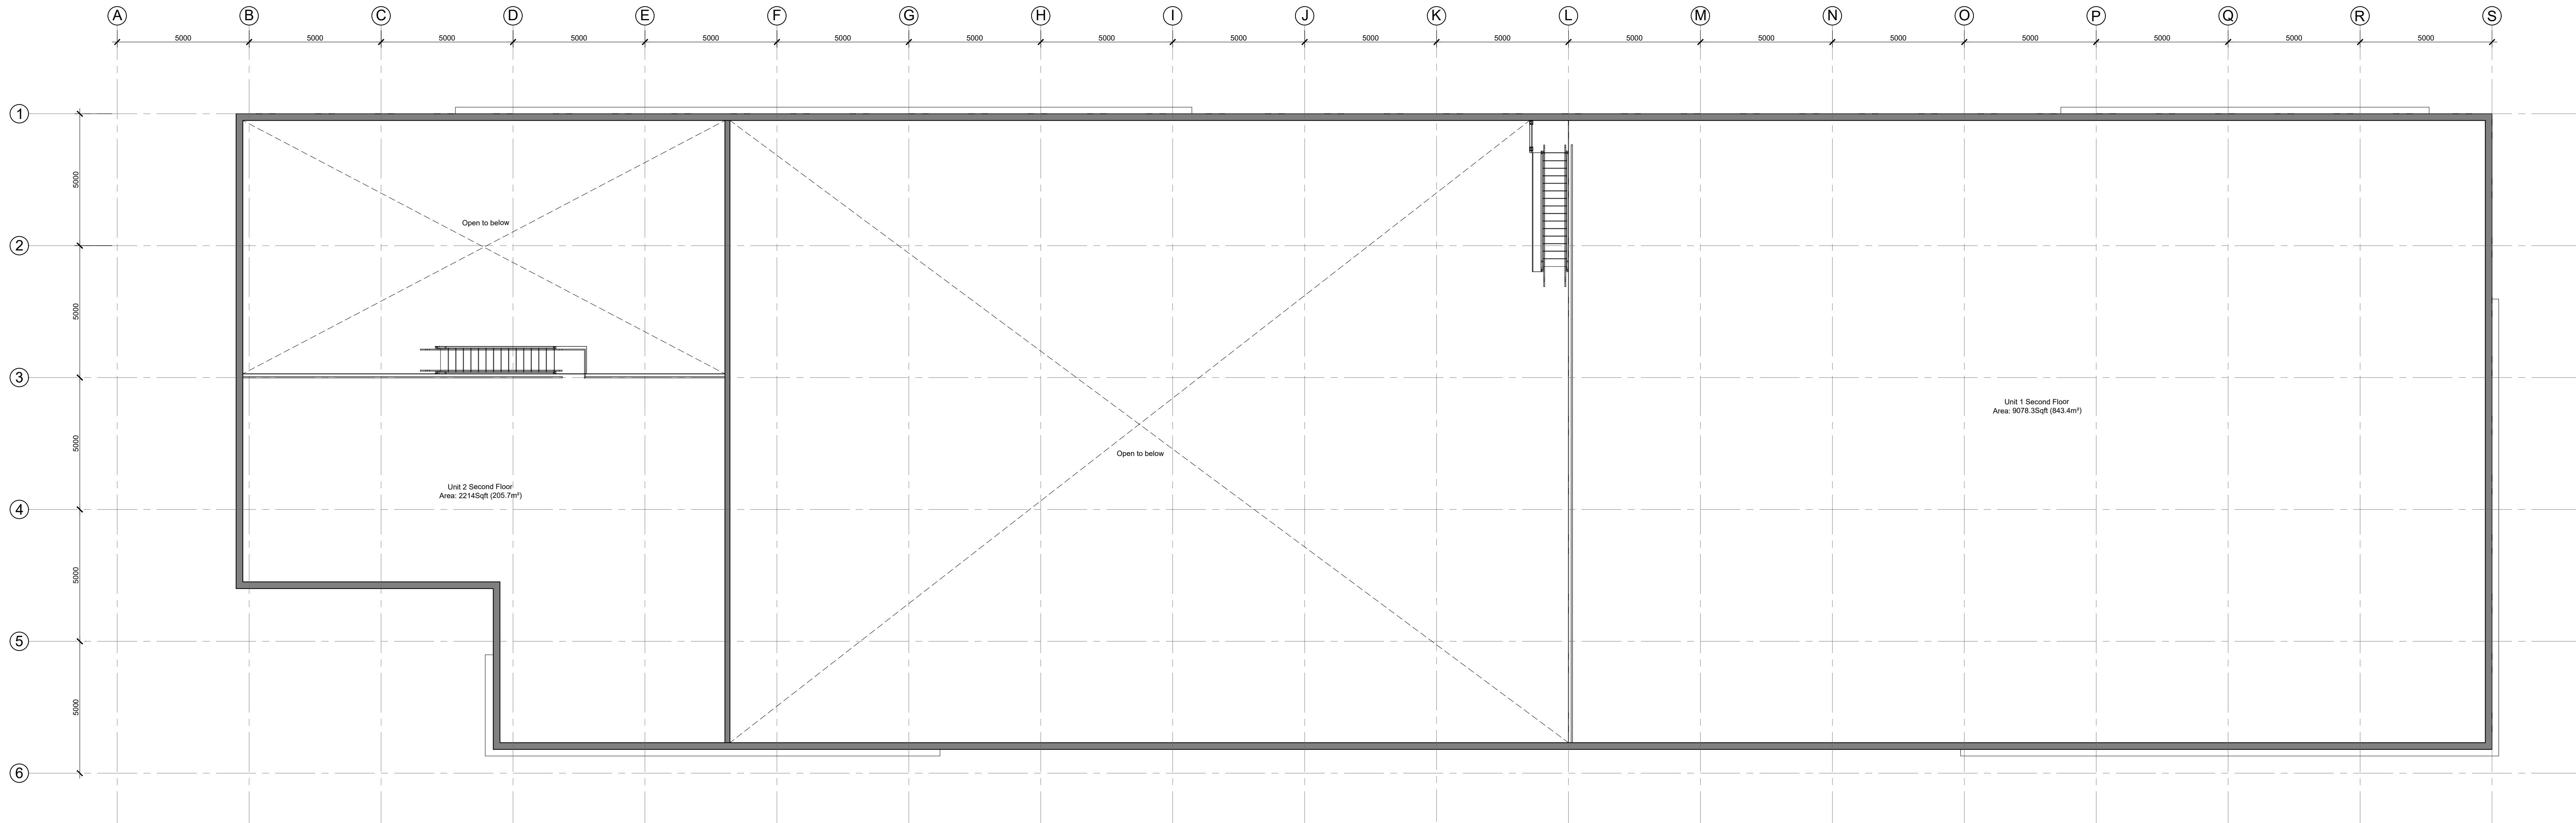 A B C D E F G H I J K L M N O P Q R S
5000 5000 5000 5000 5000 5000 5000 5000 5000 5000 5000 5000 5000 5000 5000 5000 5000 5000
1
5000
Open to below
2
5000
3
Unit 1 Second Floor
Area: 9078.3Sqft (843.4m²)
5000
Open to below
Unit 2 Second Floor
Area: 2214Sqft (205.7m²)
4
5000
5
5000
6